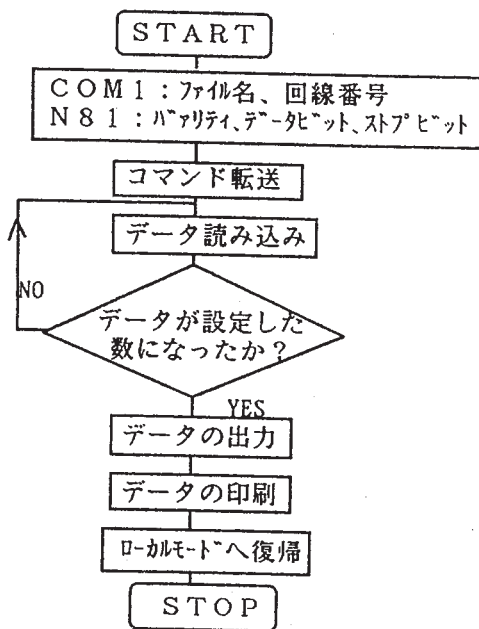 START
COM1：ﾌｧｲﾙ名、回線番号
N81：ﾊﾞｧﾘﾃｨ、ﾃﾞｰﾀﾋﾞｯﾄ、ｽﾄﾌﾟﾋﾞｯﾄ
コマンド転送
データ読み込み
NO
データが設定した
数になったか？
YES
データの出力
データの印刷
ﾛｰｶﾙﾓｰﾄﾞへ復帰
STOP